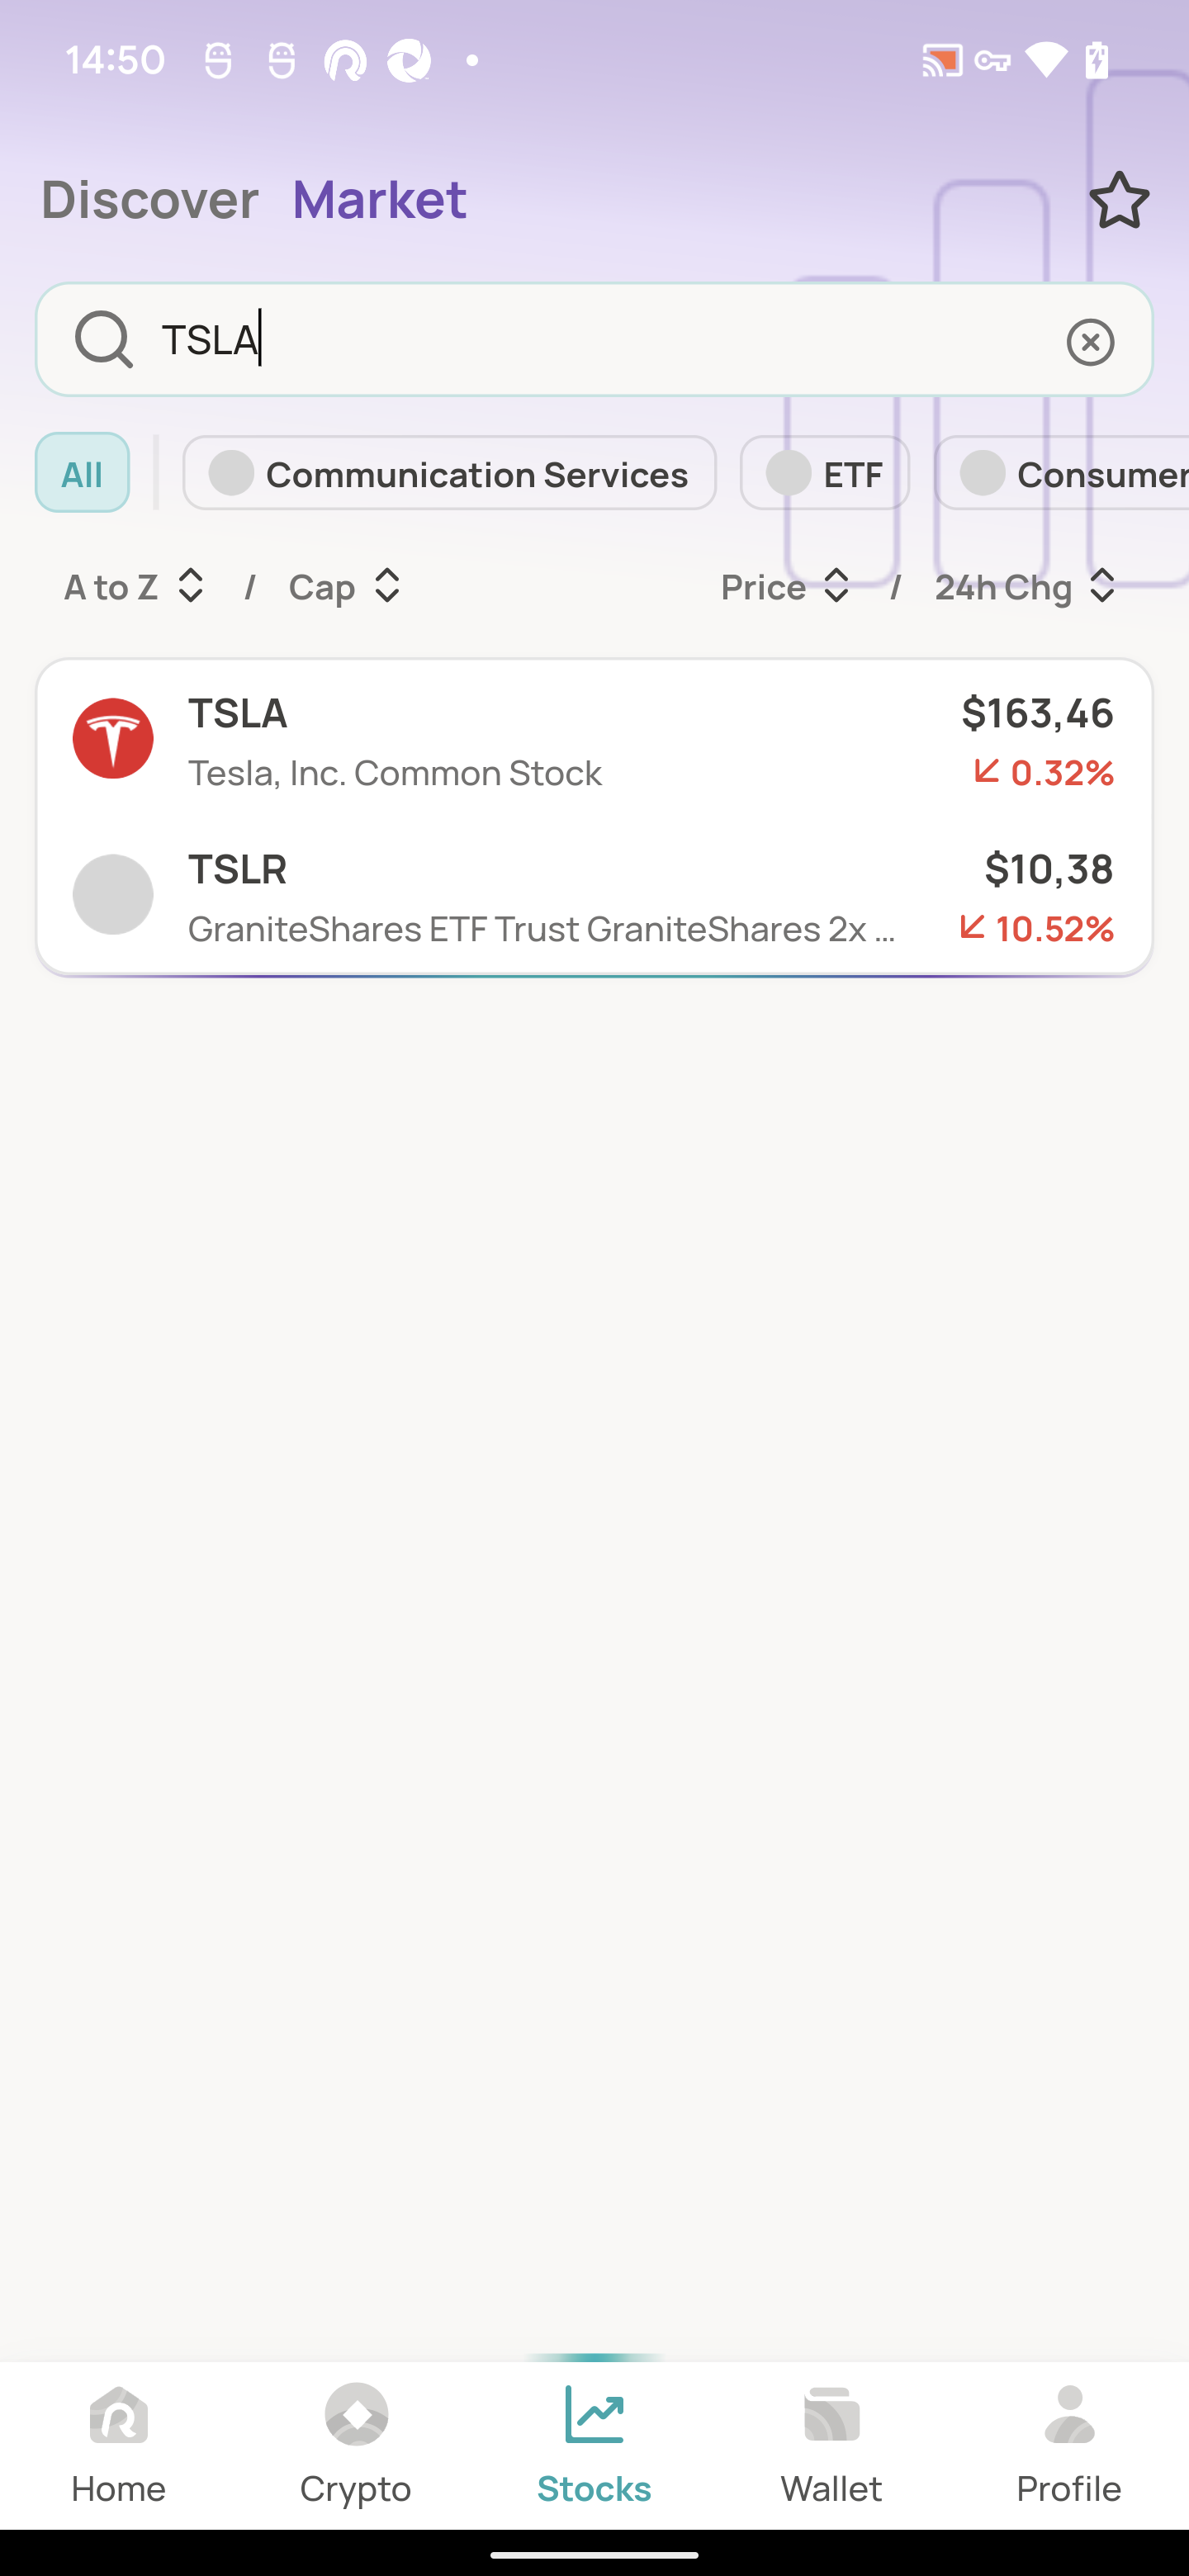 14:50
Discover Market
TSLA
All Communication Services ETF Consumer
A to Z / Cap Price / 24h Chg
TSLA $163,46
Tesla, Inc. Common Stock 0.32%
TSLR $10,38
GraniteShares ETF Trust GraniteShares 2x ... 10.52%
Home Crypto Stocks Wallet Profile